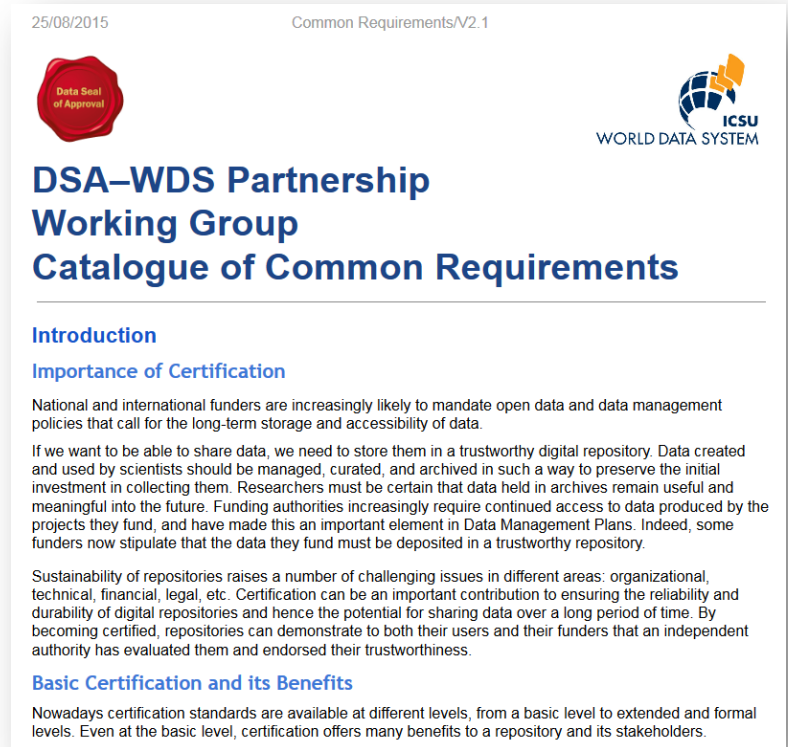 25/08/2015 Common Requirements/V2.1
Data Seal
of Approval
ICSU
WORLD DATA SYSTEM
DSA–WDS Partnership
Working Group
Catalogue of Common Requirements
Introduction
Importance of Certification
National and international funders are increasingly likely to mandate open data and data management
policies that call for the long-term storage and accessibility of data.
If we want to be able to share data, we need to store them in a trustworthy digital repository. Data created
and used by scientists should be managed, curated, and archived in such a way to preserve the initial
investment in collecting them. Researchers must be certain that data held in archives remain useful and
meaningful into the future. Funding authorities increasingly require continued access to data produced by the
projects they fund, and have made this an important element in Data Management Plans. Indeed, some
funders now stipulate that the data they fund must be deposited in a trustworthy repository.
Sustainability of repositories raises a number of challenging issues in different areas: organizational,
technical, financial, legal, etc. Certification can be an important contribution to ensuring the reliability and
durability of digital repositories and hence the potential for sharing data over a long period of time. By
becoming certified, repositories can demonstrate to both their users and their funders that an independent
authority has evaluated them and endorsed their trustworthiness.
Basic Certification and its Benefits
Nowadays certification standards are available at different levels, from a basic level to extended and formal
levels. Even at the basic level, certification offers many benefits to a repository and its stakeholders.